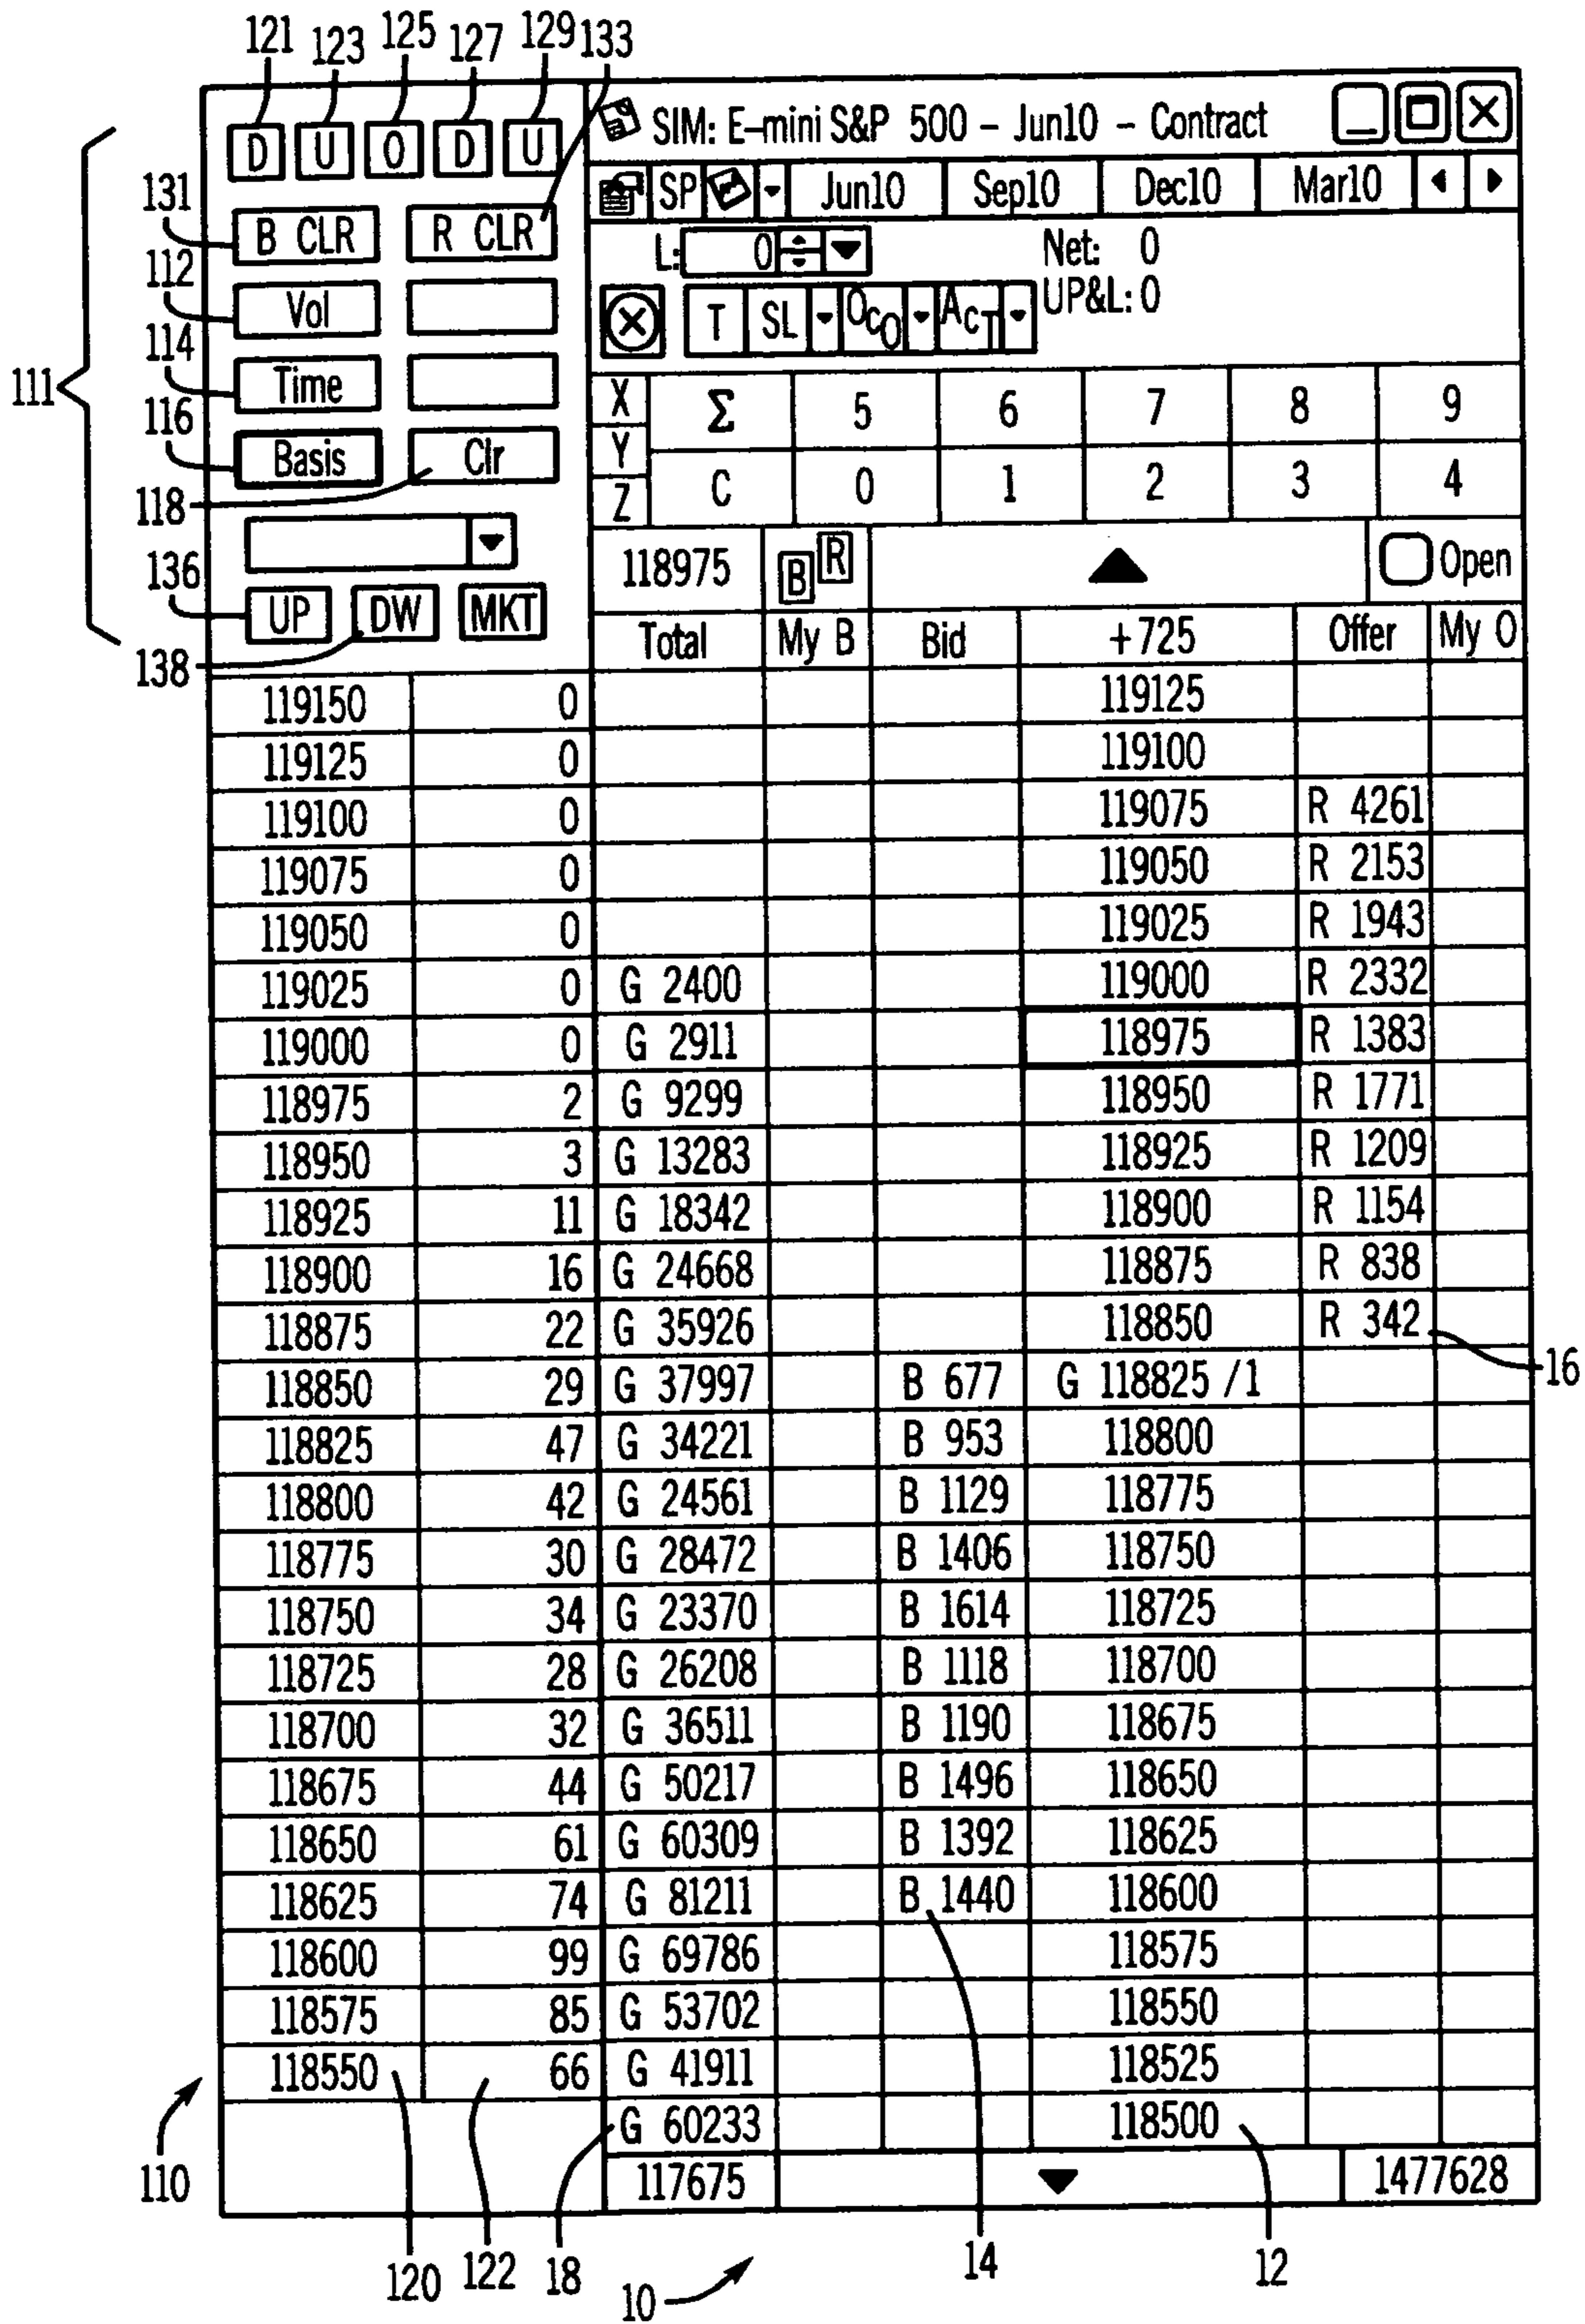 121 123 125 127 129 133
D U O D U
SIM: E-mini S&P 500 - Jun10 - Contract
SP Jun10 Sep10 Dec10 Mar10
131
B CLR R CLR
L: 0 Net: 0
112
Vol
T SL OCO ACT UP&L: 0
114
Time
111
116
Basis Clr
118
X Σ 5 6 7 8 9
Y
Z C 0 1 2 3 4
118975 B R Open
136
UP DW MKT
138
Total My B Bid +725 Offer My O
119150 0 119125
119125 0 119100
119100 0 119075 R 4261
119075 0 119050 R 2153
119050 0 119025 R 1943
119025 0 G 2400 119000 R 2332
119000 0 G 2911 118975 R 1383
118975 2 G 9299 118950 R 1771
118950 3 G 13283 118925 R 1209
118925 11 G 18342 118900 R 1154
118900 16 G 24668 118875 R 838
118875 22 G 35926 118850 R 342
16
118850 29 G 37997 B 677 G 118825 /1
118825 47 G 34221 B 953 118800
118800 42 G 24561 B 1129 118775
118775 30 G 28472 B 1406 118750
118750 34 G 23370 B 1614 118725
118725 28 G 26208 B 1118 118700
118700 32 G 36511 B 1190 118675
118675 44 G 50217 B 1496 118650
118650 61 G 60309 B 1392 118625
118625 74 G 81211 B 1440 118600
118600 99 G 69786 118575
118575 85 G 53702 118550
118550 66 G 41911 118525
G 60233 118500
110
117675 1477628
120 122 18 10 14 12